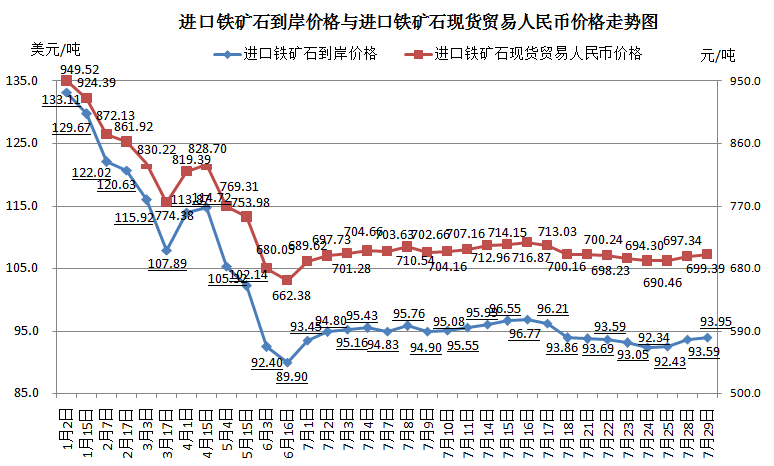 进口铁矿石到岸价格与进口铁矿石现货贸易人民币价格走势图
美元/吨
进口铁矿石到岸价格
进口铁矿石现货贸易人民币价格
元/吨
135.0
125.0
115.0
105.0
95.0
85.0
950.0
860.0
770.0
680.0
590.0
500.0
949.52
924.39
872.13
861.92
830.22
774.38
819.39
828.70
769.31
753.98
680.05
662.38
689.62
697.73
701.28
704.66
703.63
710.54
702.66
704.16
707.16
712.96
714.15
716.87
713.03
700.16
700.24
698.23
694.30
690.46
697.34
699.39
133.11
129.67
122.02
120.63
115.92
107.89
113.87
114.72
105.32
102.14
92.40
89.90
93.45
94.80
95.16
95.43
94.83
95.76
94.90
95.08
95.55
95.99
96.55
96.77
96.21
93.86
93.69
93.59
93.05
92.34
92.43
93.59
93.95
1月2日
1月15日
2月7日
2月17日
3月3日
3月17日
4月1日
4月15日
5月4日
5月15日
6月3日
6月16日
7月1日
7月2日
7月3日
7月4日
7月7日
7月8日
7月9日
7月10日
7月11日
7月14日
7月15日
7月16日
7月17日
7月18日
7月21日
7月22日
7月23日
7月24日
7月25日
7月28日
7月29日